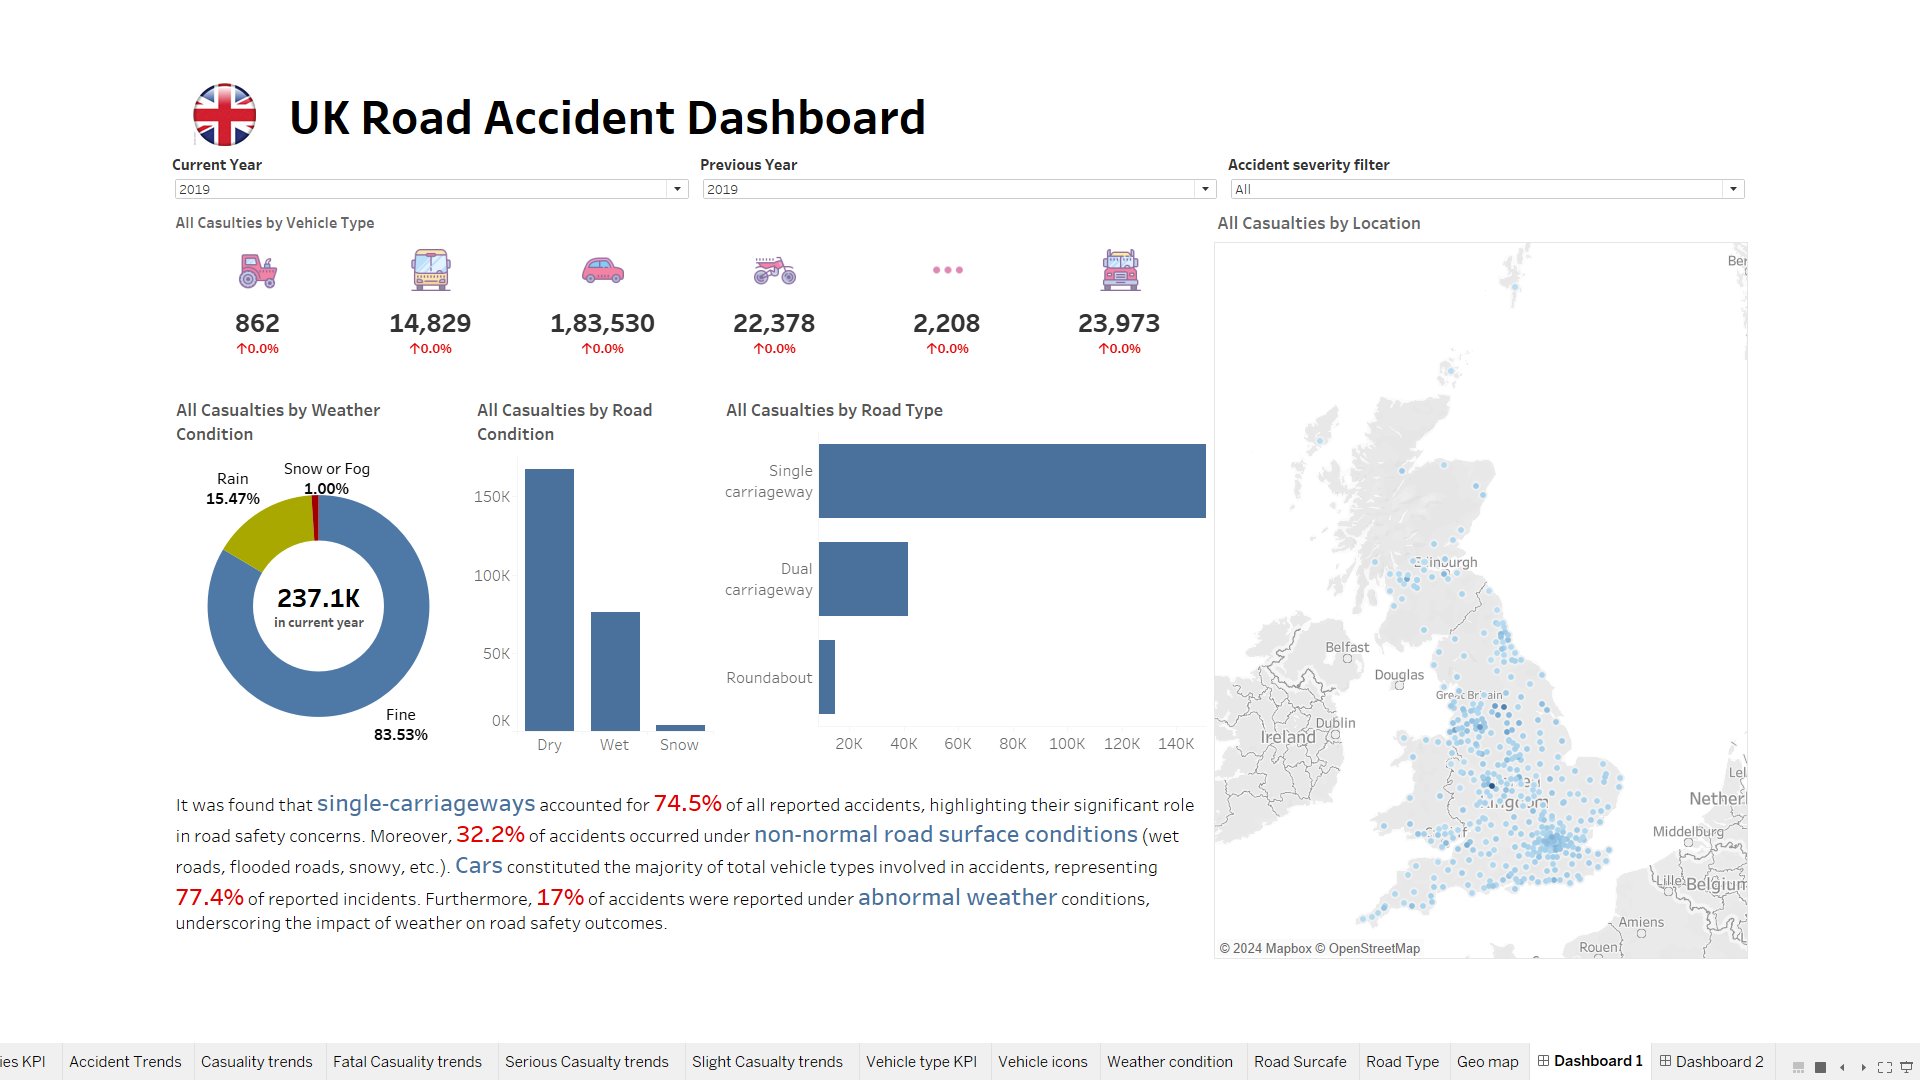 UK Road Accident Dashboard
Current Year
Previous Year
Accident severity filter
2019
2019
All
All Casulties by Vehicle Type
862
14,829
1,83,530
22,378
2,208
23,973
↑0.0%
↑0.0%
↑0.0%
↑0.0%
↑0.0%
↑0.0%
All Casualties by Weather
Condition
Rain
15.47%
Snow or Fog
1.00%
237.1K
in current year
Fine
83.53%
All Casualties by Road
Condition
150K
100K
50K
0K
Dry
Wet
Snow
All Casualties by Road Type
Single
carriageway
Dual
carriageway
Roundabout
20K
40K
60K
80K
100K
120K
140K
All Casualties by Location
Ber
Edinburgh
Belfast
Douglas
Great Britain
Dublin
Ireland
Lel
Nether
Middelburg
Lille
Belgium
Amiens
Rouen
© 2024 Mapbox © OpenStreetMap
It was found that single-carriageways accounted for 74.5% of all reported accidents, highlighting their significant role
in road safety concerns. Moreover, 32.2% of accidents occurred under non-normal road surface conditions (wet
roads, flooded roads, snowy, etc.). Cars constituted the majority of total vehicle types involved in accidents, representing
77.4% of reported incidents. Furthermore, 17% of accidents were reported under abnormal weather conditions,
underscoring the impact of weather on road safety outcomes.
ies KPI
Accident Trends
Casuality trends
Fatal Casuality trends
Serious Casualty trends
Slight Casualty trends
Vehicle type KPI
Vehicle icons
Weather condition
Road Surcafe
Road Type
Geo map
Dashboard 1
Dashboard 2